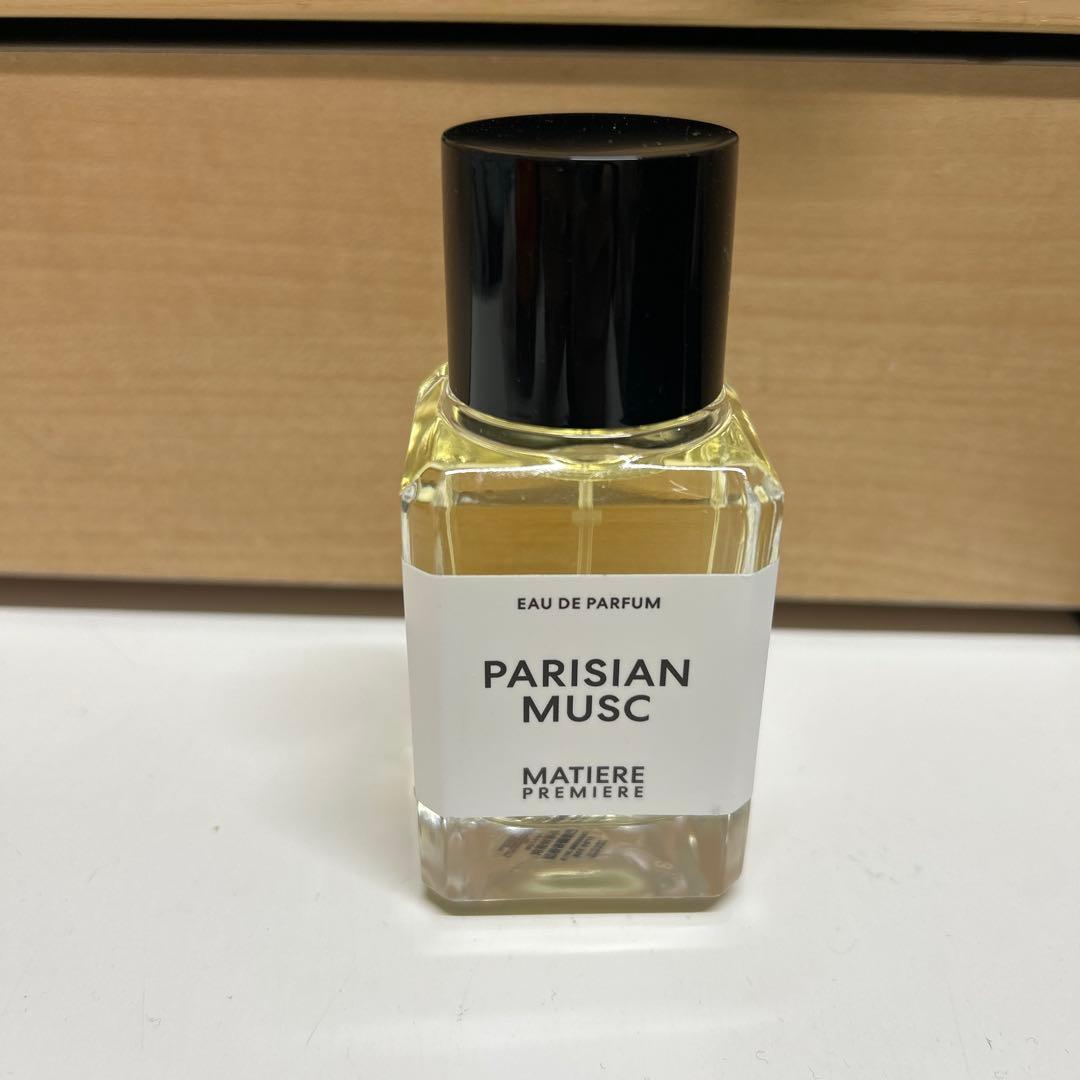 EAU DE PARFUM
PARISIAN
MUSC
MATIERE
PREMIERE